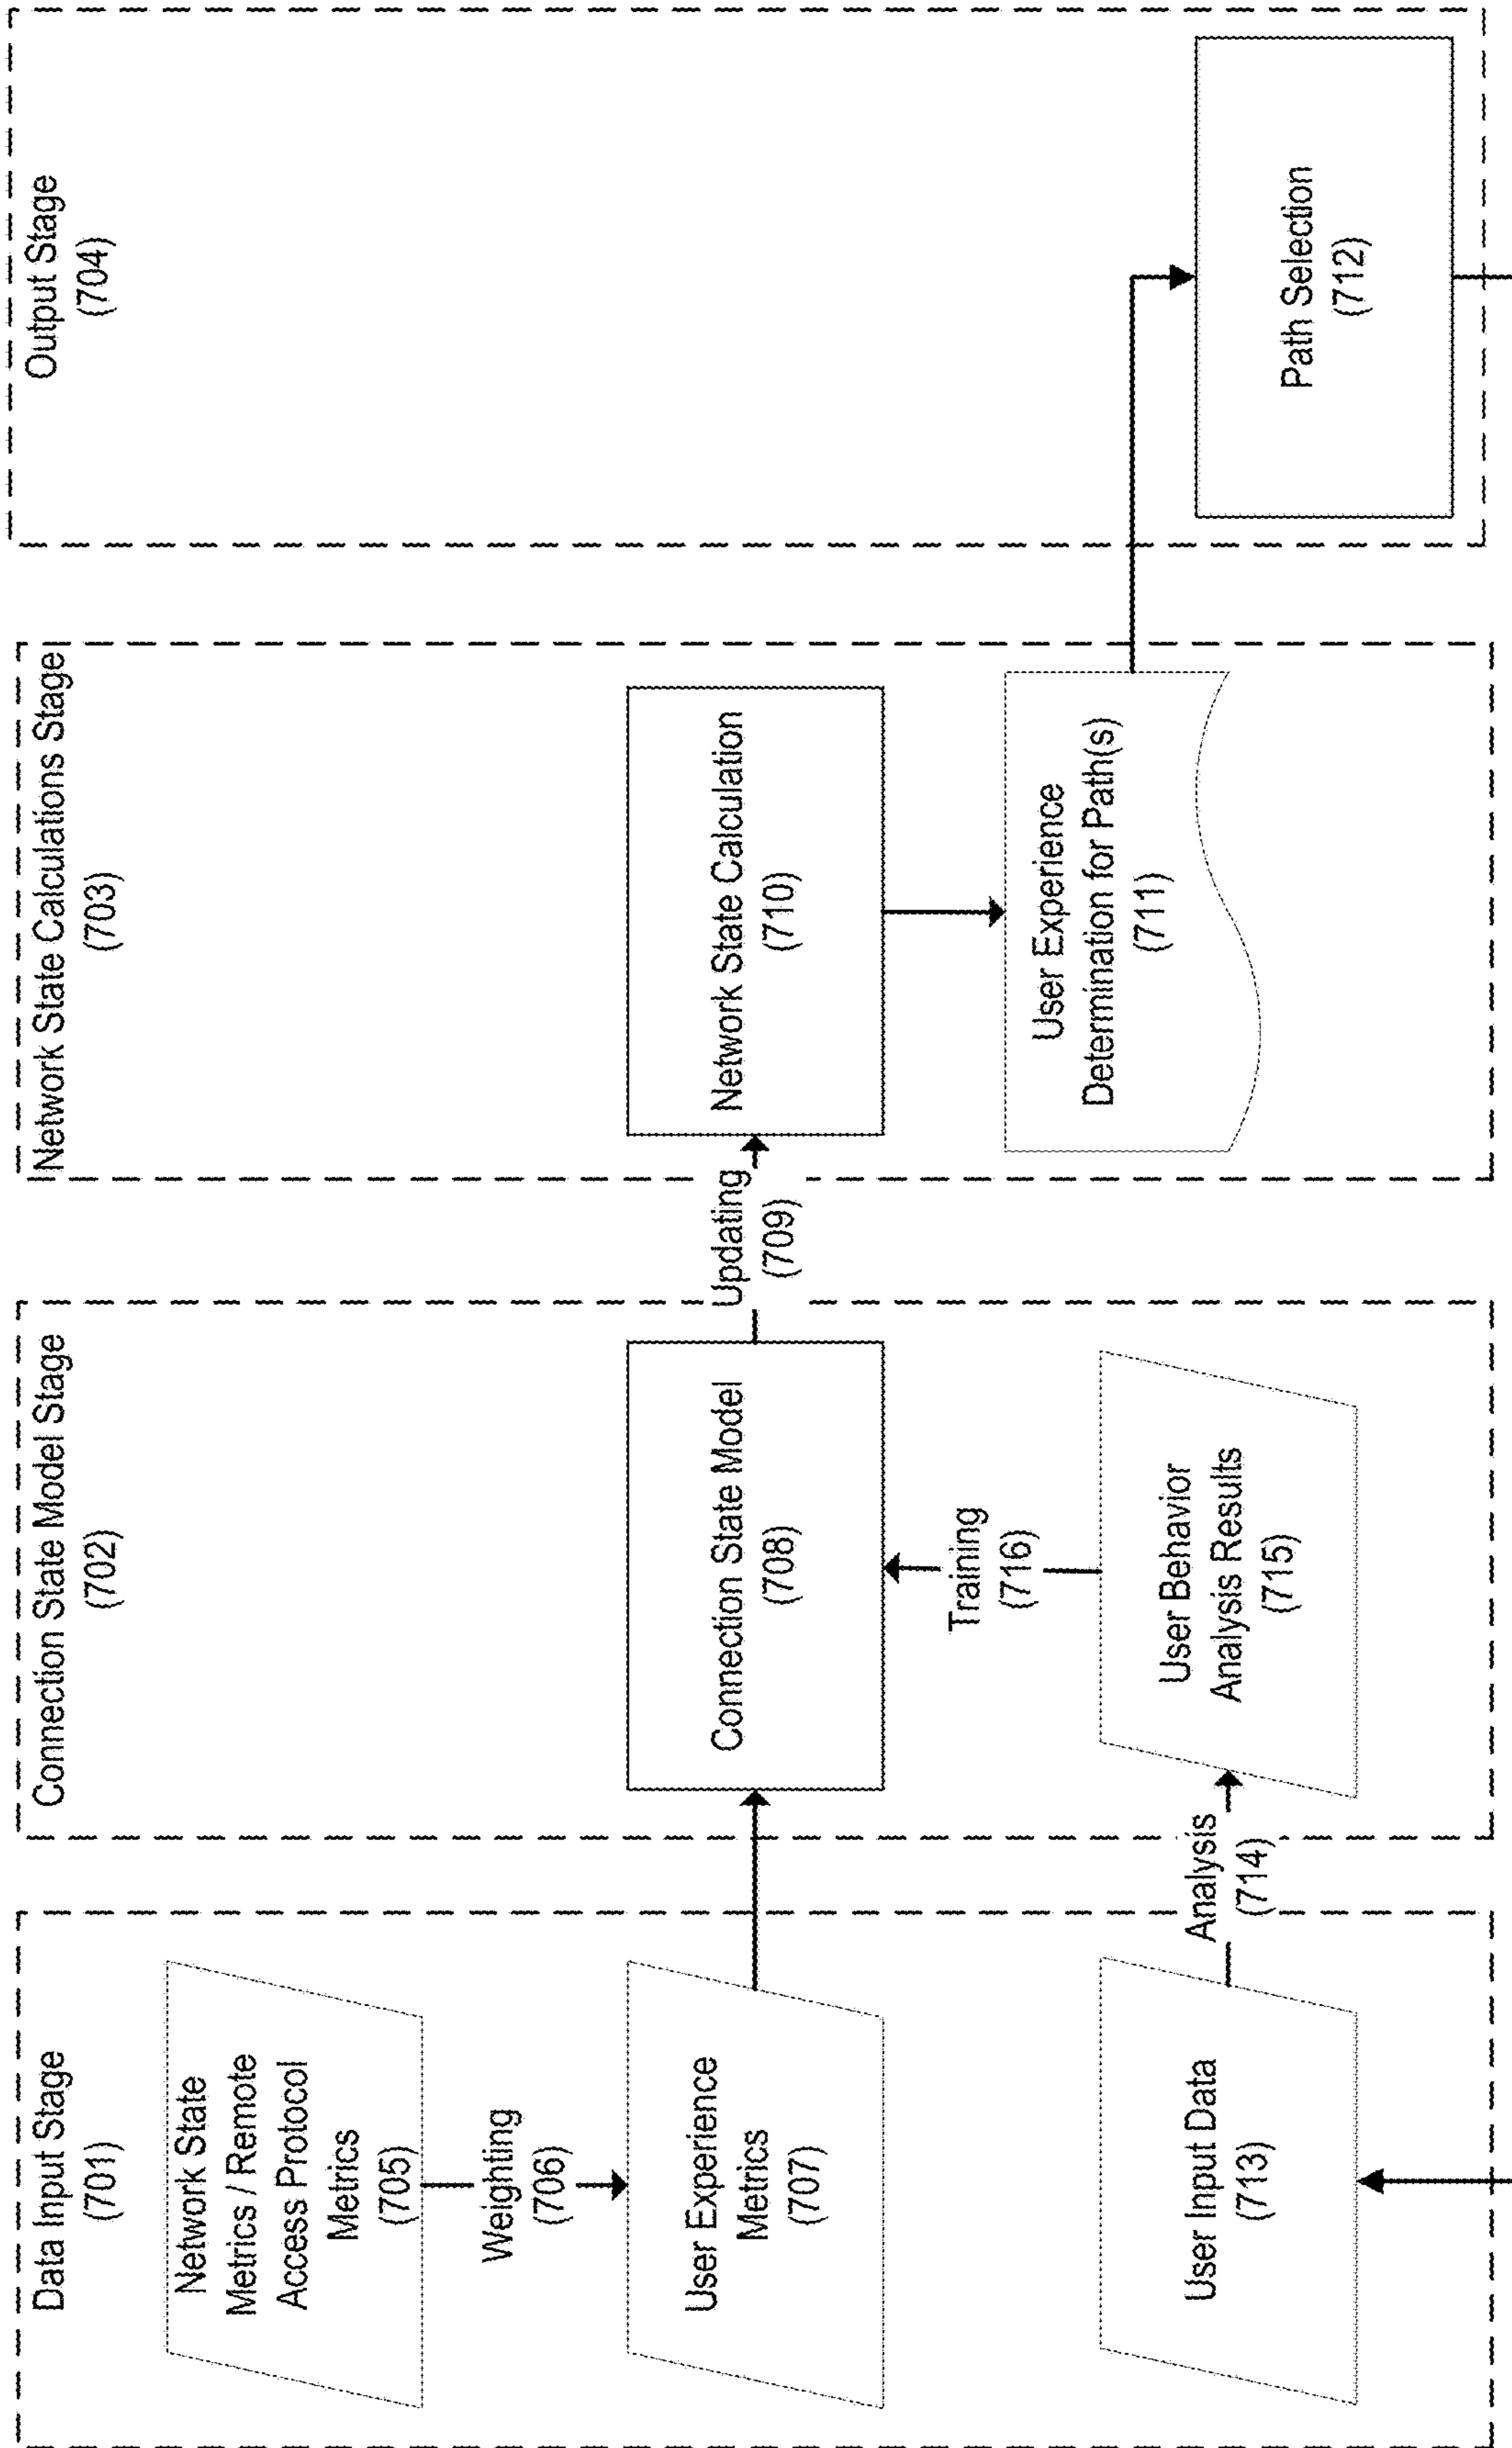 Data Input Stage
(701)
Network State
Metrics / Remote
Access Protocol
Metrics
(705)
Weighting
(706)
User Experience
Metrics
(707)
User Input Data
(713)
Analysis
(714)
Connection State Model Stage
(702)
Connection State Model
(708)
Training
(716)
User Behavior
Analysis Results
(715)
Updating
(709)
Network State Calculations Stage
(703)
Network State Calculation
(710)
User Experience
Determination for Path(s)
(711)
Output Stage
(704)
Path Selection
(712)